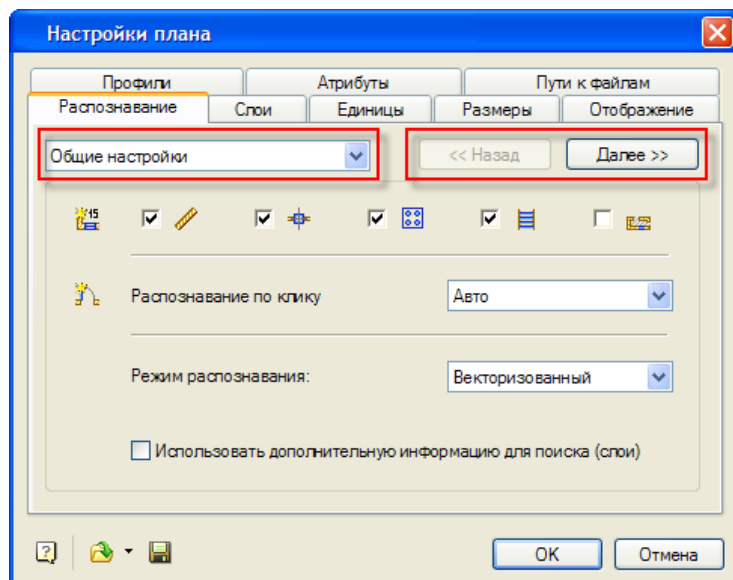 Настройки плана
Профили Атрибуты Пути к файлам
Распознавание Слои Единицы Размеры Отображение
Общие настройки << Назад Далее >>
15
Распознавание по клику Авто
Режим распознавания: Векторизованный
Использовать дополнительную информацию для поиска (слои)
? OK Отмена